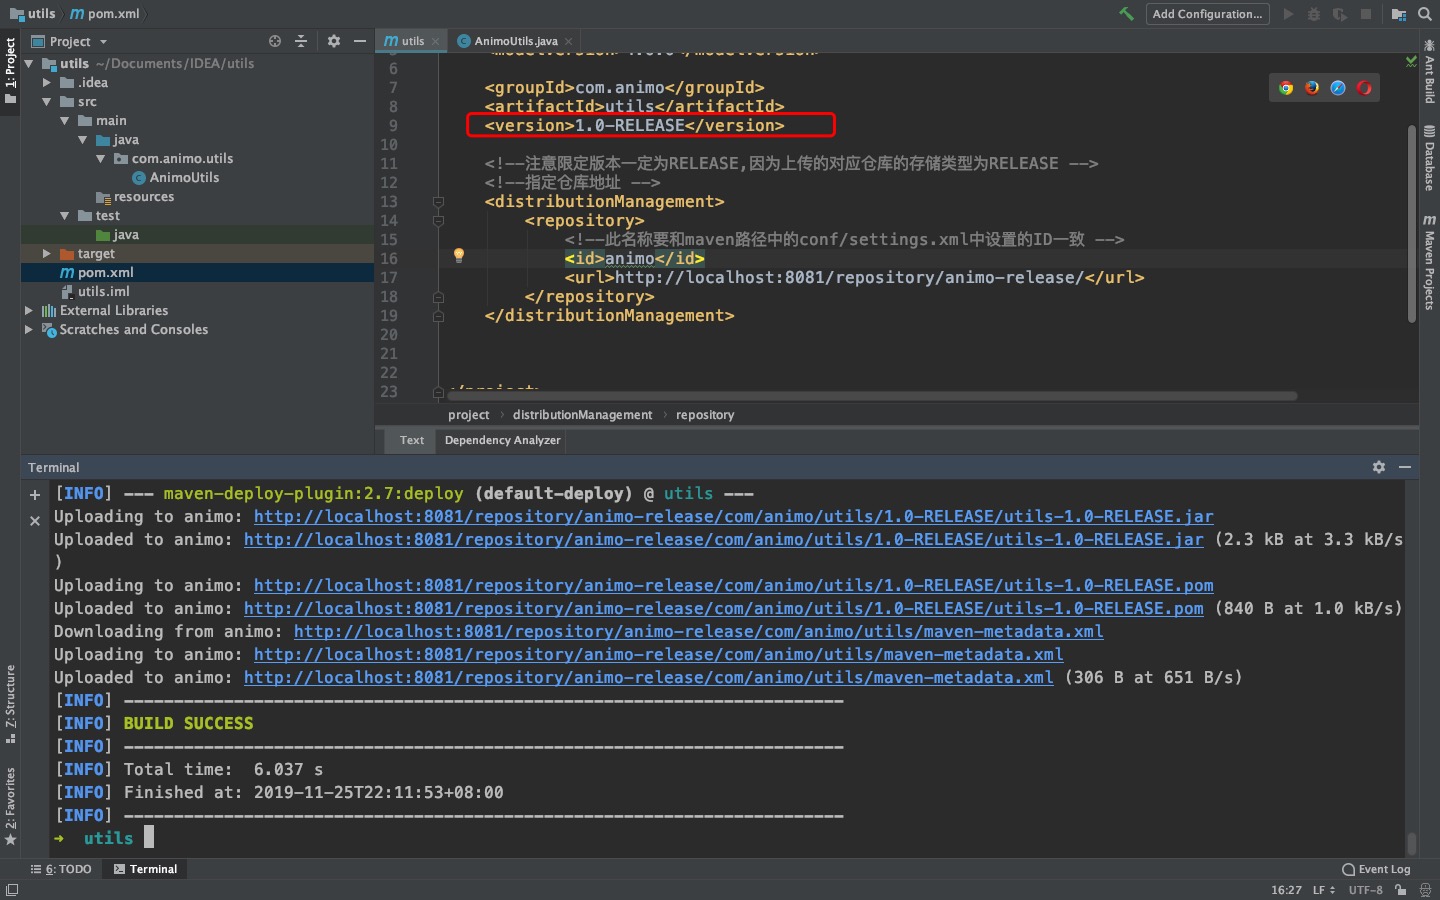 utils
pom.xml
Add Configuration...
1: Project
Project
utils ~/Documents/IDEA/utils
.idea
src
main
java
com.animo.utils
AnimoUtils
resources
test
java
target
pom.xml
utils.iml
External Libraries
Scratches and Consoles
utils
AnimoUtils.java
6
7 <groupId>com.animo</groupId>
8 <artifactId>utils</artifactId>
9 <version>1.0-RELEASE</version>
10
11 <!--注意限定版本一定为RELEASE,因为上传的对应仓库的存储类型为RELEASE -->
12 <!--指定仓库地址 -->
13 <distributionManagement>
14 <repository>
15 <!--此名称要和maven路径中的conf/settings.xml中设置的ID一致 -->
16 <id>animo</id>
17 <url>http://localhost:8081/repository/animo-release/</url>
18 </repository>
19 </distributionManagement>
20
21
22
23
project
distributionManagement
repository
Text
Dependency Analyzer
Ant Build
Database
Maven Projects
Terminal
[INFO] --- maven-deploy-plugin:2.7:deploy (default-deploy) @ utils ---
Uploading to animo: http://localhost:8081/repository/animo-release/com/animo/utils/1.0-RELEASE/utils-1.0-RELEASE.jar
Uploaded to animo: http://localhost:8081/repository/animo-release/com/animo/utils/1.0-RELEASE/utils-1.0-RELEASE.jar (2.3 kB at 3.3 kB/s
)
Uploading to animo: http://localhost:8081/repository/animo-release/com/animo/utils/1.0-RELEASE/utils-1.0-RELEASE.pom
Uploaded to animo: http://localhost:8081/repository/animo-release/com/animo/utils/1.0-RELEASE/utils-1.0-RELEASE.pom (840 B at 1.0 kB/s)
Downloading from animo: http://localhost:8081/repository/animo-release/com/animo/utils/maven-metadata.xml
Uploading to animo: http://localhost:8081/repository/animo-release/com/animo/utils/maven-metadata.xml
Uploaded to animo: http://localhost:8081/repository/animo-release/com/animo/utils/maven-metadata.xml (306 B at 651 B/s)
[INFO] ------------------------------------------------------------------------
[INFO] BUILD SUCCESS
[INFO] ------------------------------------------------------------------------
[INFO] Total time:  6.037 s
[INFO] Finished at: 2019-11-25T22:11:53+08:00
[INFO] ------------------------------------------------------------------------
➜ utils
Z: Structure
2: Favorites
6: TODO
Terminal
Event Log
16:27 LF UTF-8